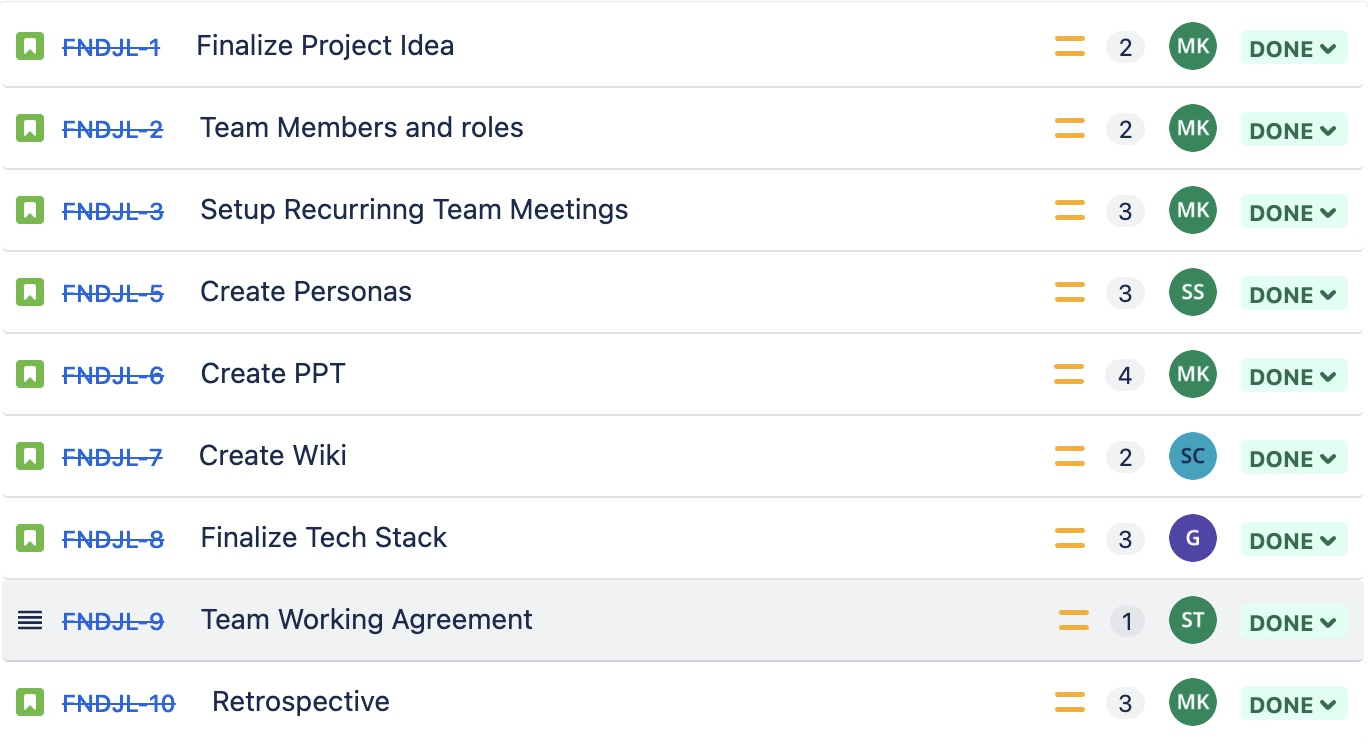 FNDJL-1 Finalize Project Idea 2 MK DONE
FNDJL-2 Team Members and roles 2 MK DONE
FNDJL-3 Setup Recurrinng Team Meetings 3 MK DONE
FNDJL-5 Create Personas 3 SS DONE
FNDJL-6 Create PPT 4 MK DONE
FNDJL-7 Create Wiki 2 SC DONE
FNDJL-8 Finalize Tech Stack 3 G DONE
FNDJL-9 Team Working Agreement 1 ST DONE
FNDJL-10 Retrospective 3 MK DONE